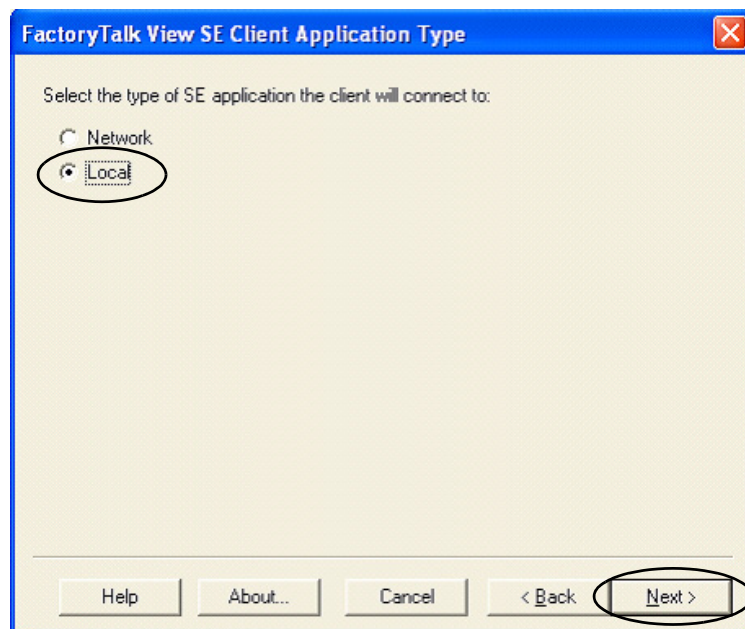 FactoryTalk View SE Client Application Type
Select the type of SE application the client will connect to:
Network
Local
Help About... Cancel < Back Next >